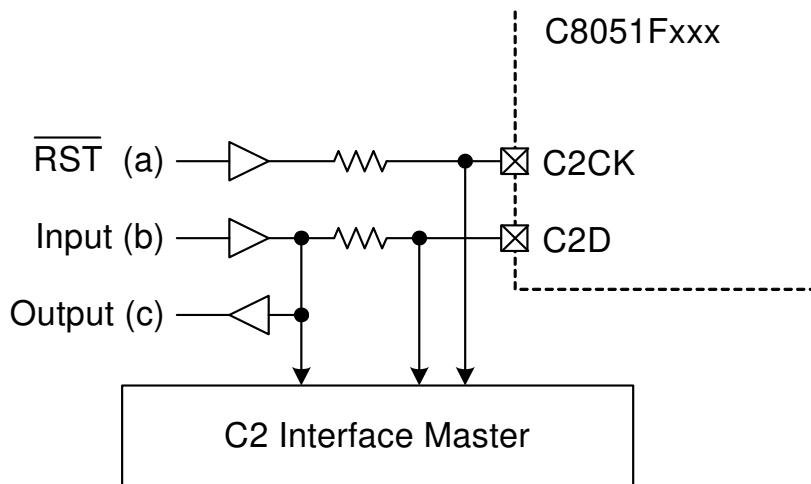 C8051Fxxx
RST (a)
C2CK
Input (b)
C2D
Output (c)
C2 Interface Master